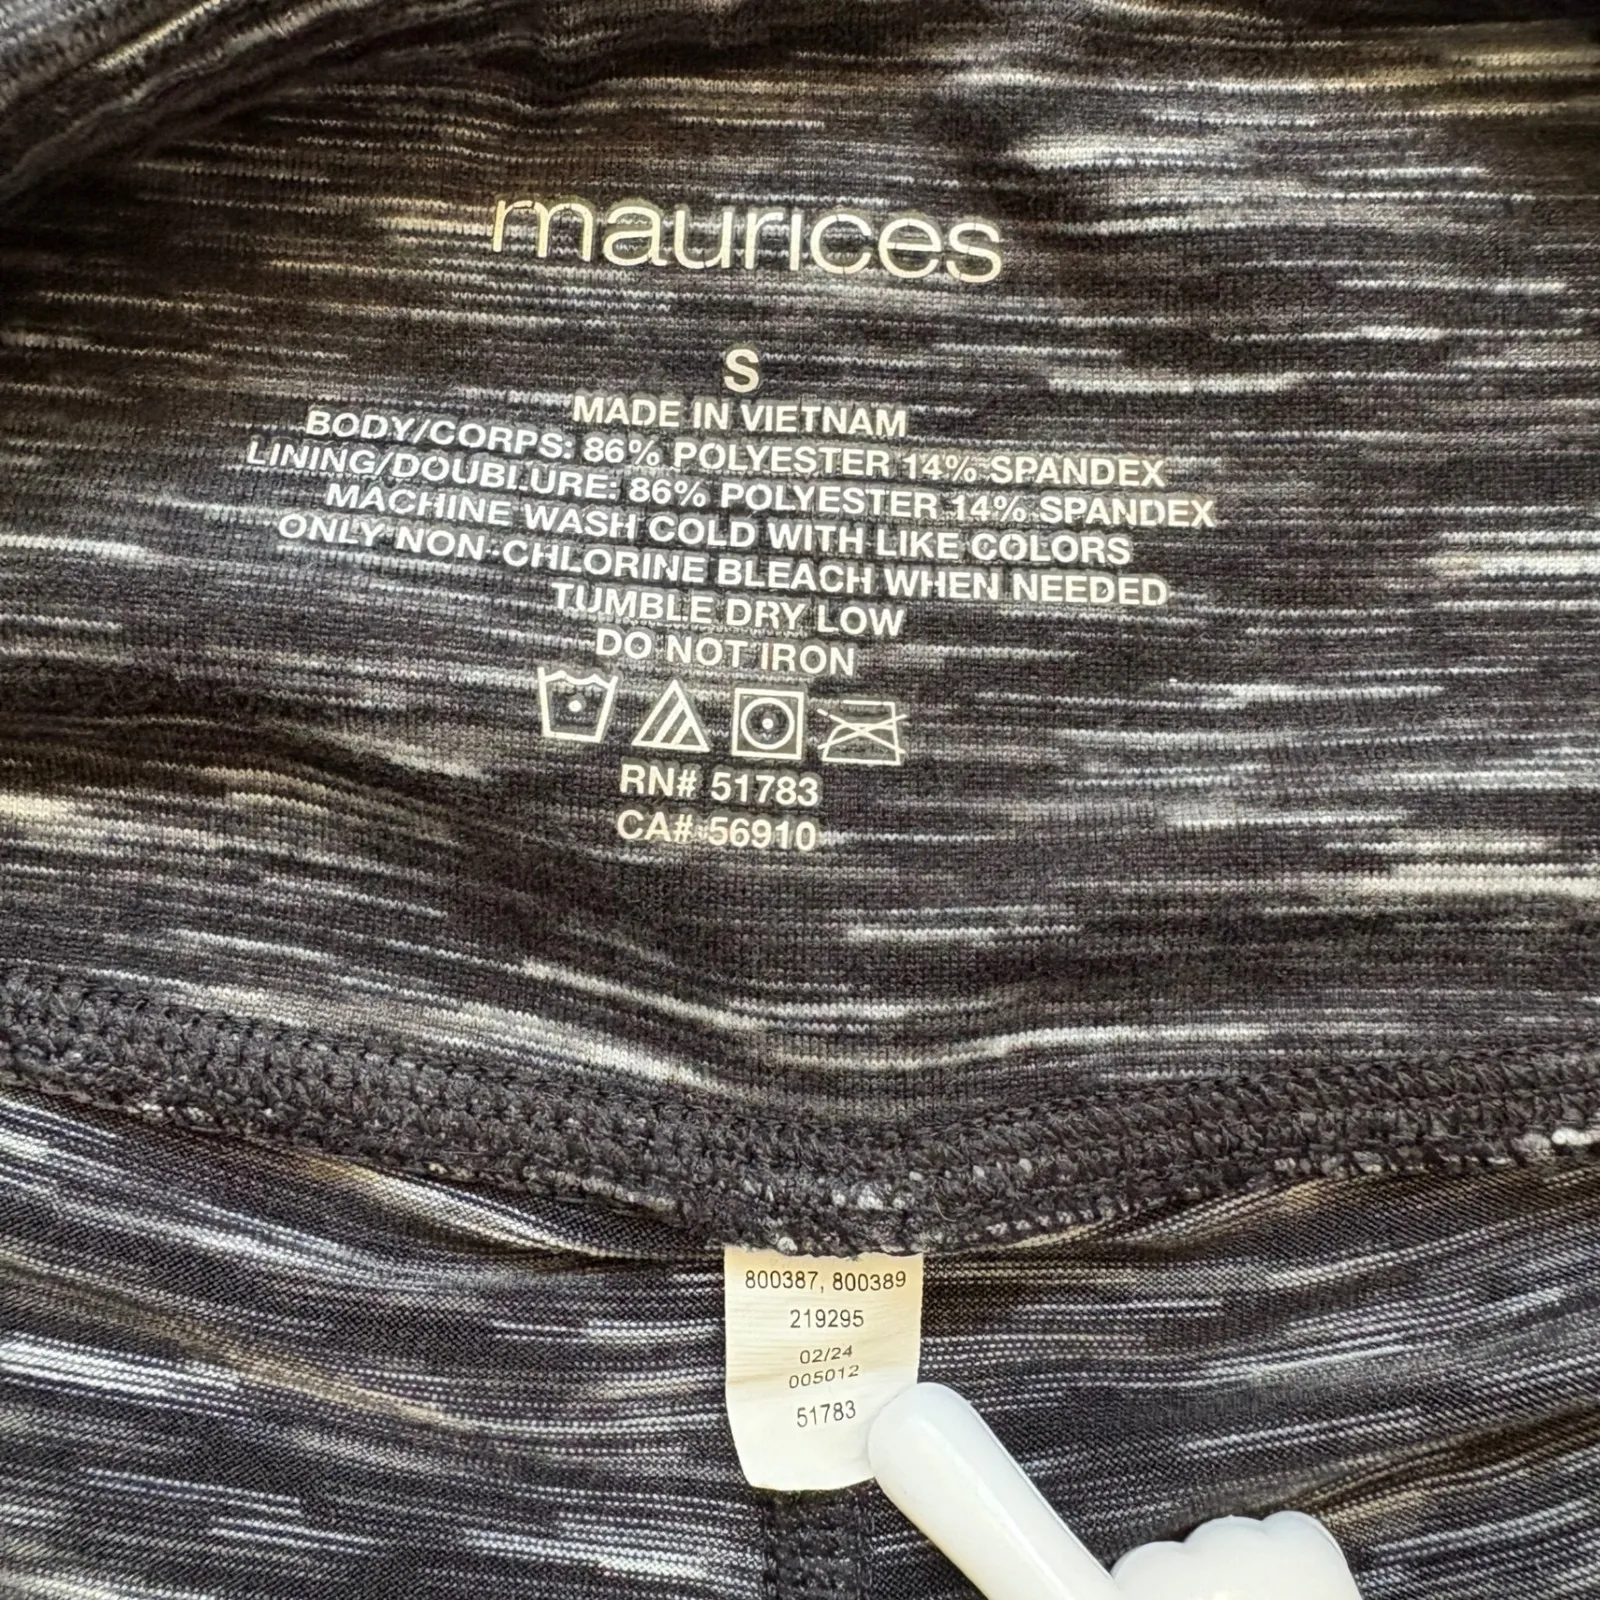 maurices
S
MADE IN VIETNAM
BODY/CORPS: 86% POLYESTER 14% SPANDEX
LINING/DOUBLURE: 86% POLYESTER 14% SPANDEX
MACHINE WASH COLD WITH LIKE COLORS
ONLY NON-CHLORINE BLEACH WHEN NEEDED
TUMBLE DRY LOW
DO NOT IRON
RN# 51783
CA# 56910
800387, 800389
219295
02/24
005012
51783